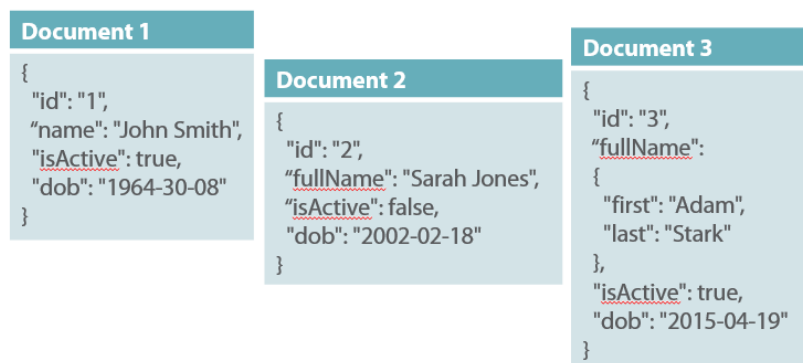 Document 1
{
"id": "1",
“name": "John Smith",
"isActive": true,
"dob": "1964-30-08"
}
Document 2
{
"id": "2",
“fullName": "Sarah Jones",
“isActive": false,
"dob": "2002-02-18"
}
Document 3
{
"id": "3",
“fullName":
{
"first": "Adam",
"last": "Stark"
},
"isActive": true,
"dob": "2015-04-19"
}